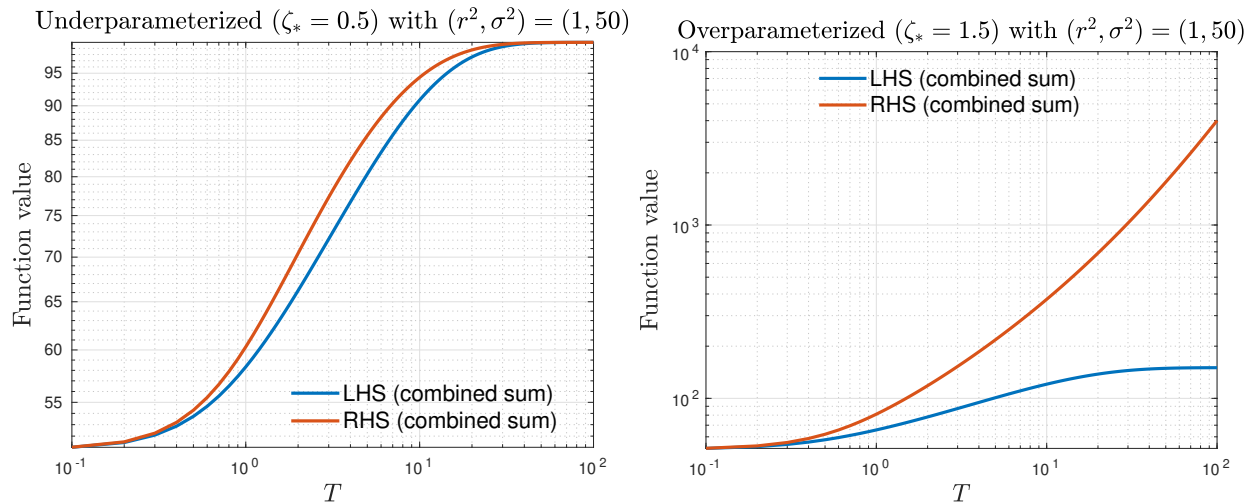 Underparameterized (ζ* = 0.5) with (r², σ²) = (1, 50)
Function value
95
90
85
80
75
70
65
60
55
10⁻¹
10⁰
10¹
10²
T
LHS (combined sum)
RHS (combined sum)
Overparameterized (ζ* = 1.5) with (r², σ²) = (1, 50)
Function value
10⁴
10³
10²
10⁻¹
10⁰
10¹
10²
T
LHS (combined sum)
RHS (combined sum)